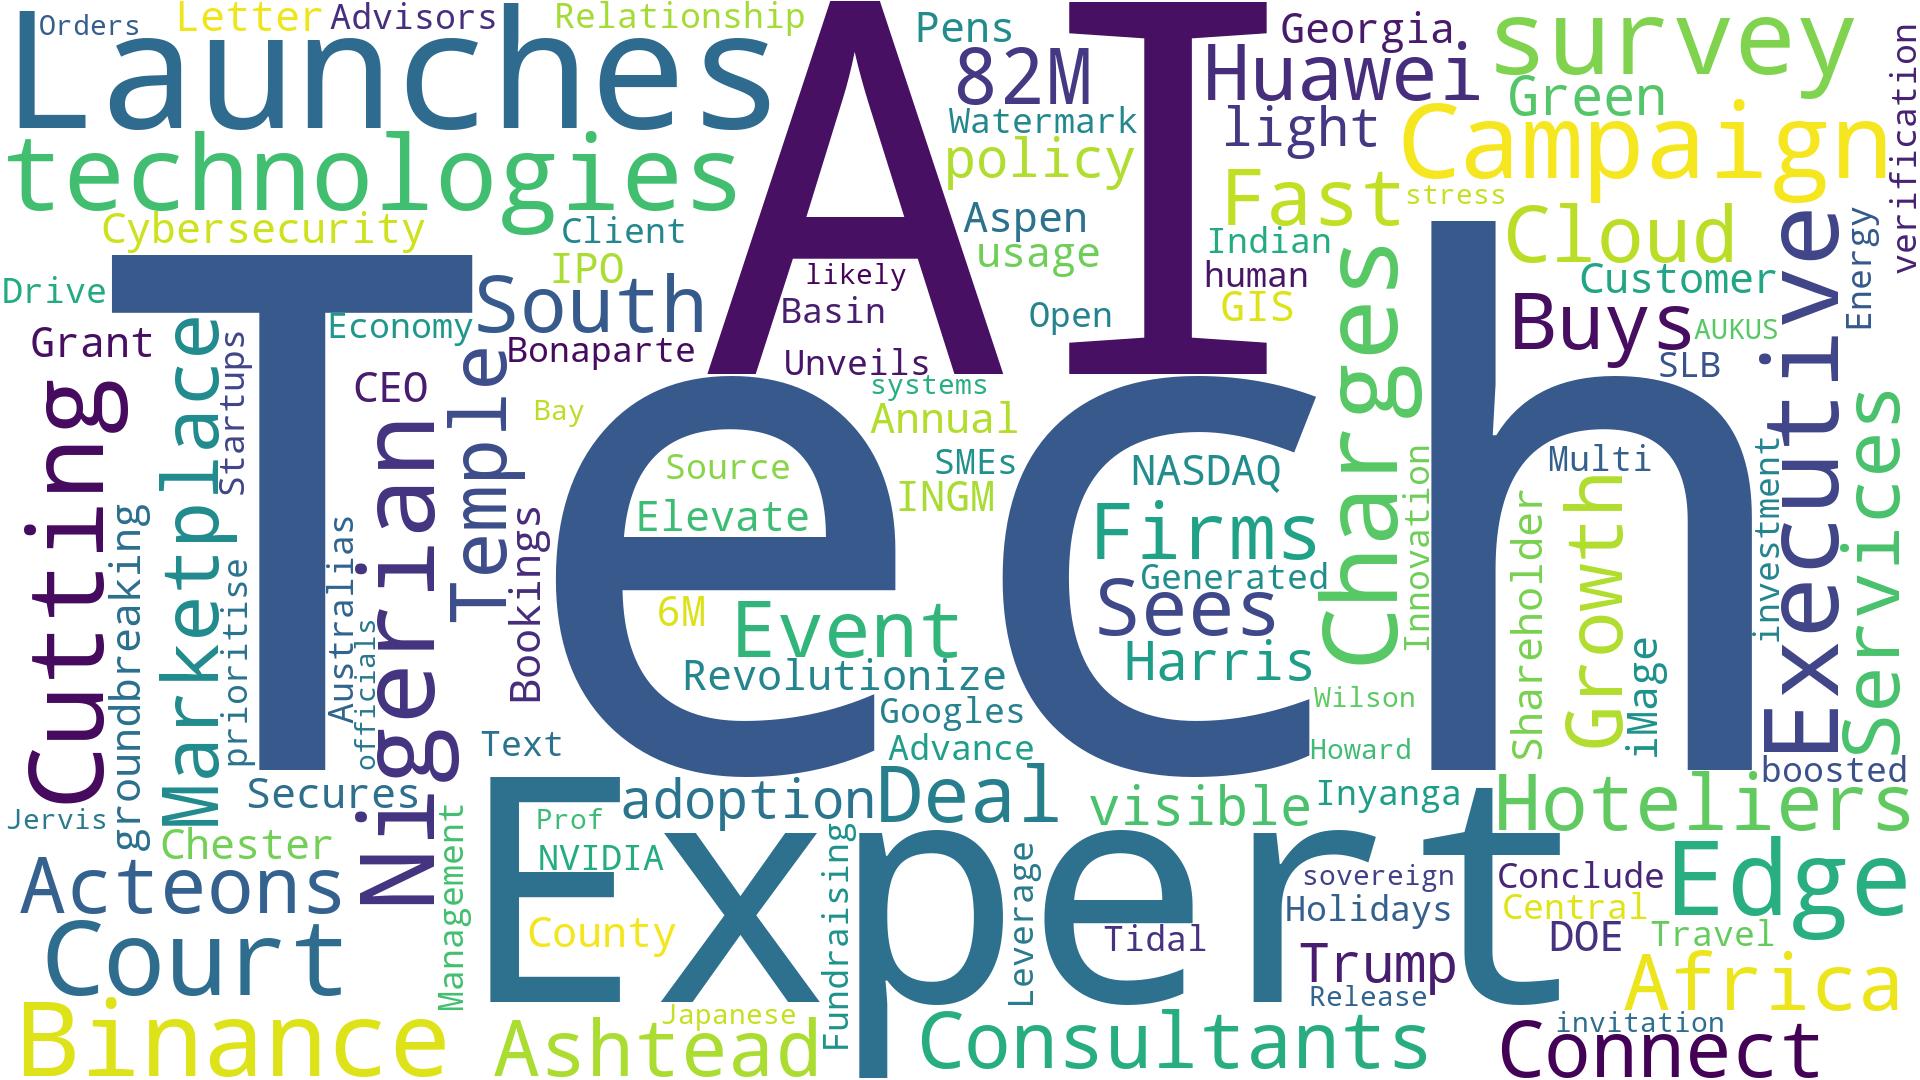 Orders
Letter
Advisors
Relationship
Launches
AI
Pens
82M
Huawei
Georgia
survey
Green
technologies
Watermark
policy
light
Campaign
verification
Cybersecurity
Client
IPO
Aspen
usage
Fast
stress
Indian
human
GIS
Cloud
Customer
Energy
Drive
Tech
South
likely
Basin
Open
Buys
AUKUS
SLB
Grant
Economy
Bonaparte
Unveils
Charges
Executive
Cutting
Marketplace
Startups
CEO
Temple
Bay
systems
Annual
Services
Nigerian
Source
SMEs
NASDAQ
Multi
Elevate
INGM
Firms
Innovation
Shareholder
Growth
investment
groundbreaking
prioritise
Australias
officials
Bookings
6M
Event
Generated
Sees
Harris
Revolutionize
Googles
Wilson
iMage
Text
Advance
Howard
boosted
Secures
Jervis
Chester
Management
Expert
adoption
Deal
visible
Inyanga
Hoteliers
Prof
NVIDIA
Fundraising
Leverage
Acteons
sovereign
Conclude
Edge
Holidays
Central
Court
County
Tidal
Trump
DOE
Travel
Release
Africa
Binance
Japanese
Ashtead
Consultants
invitation
Connect